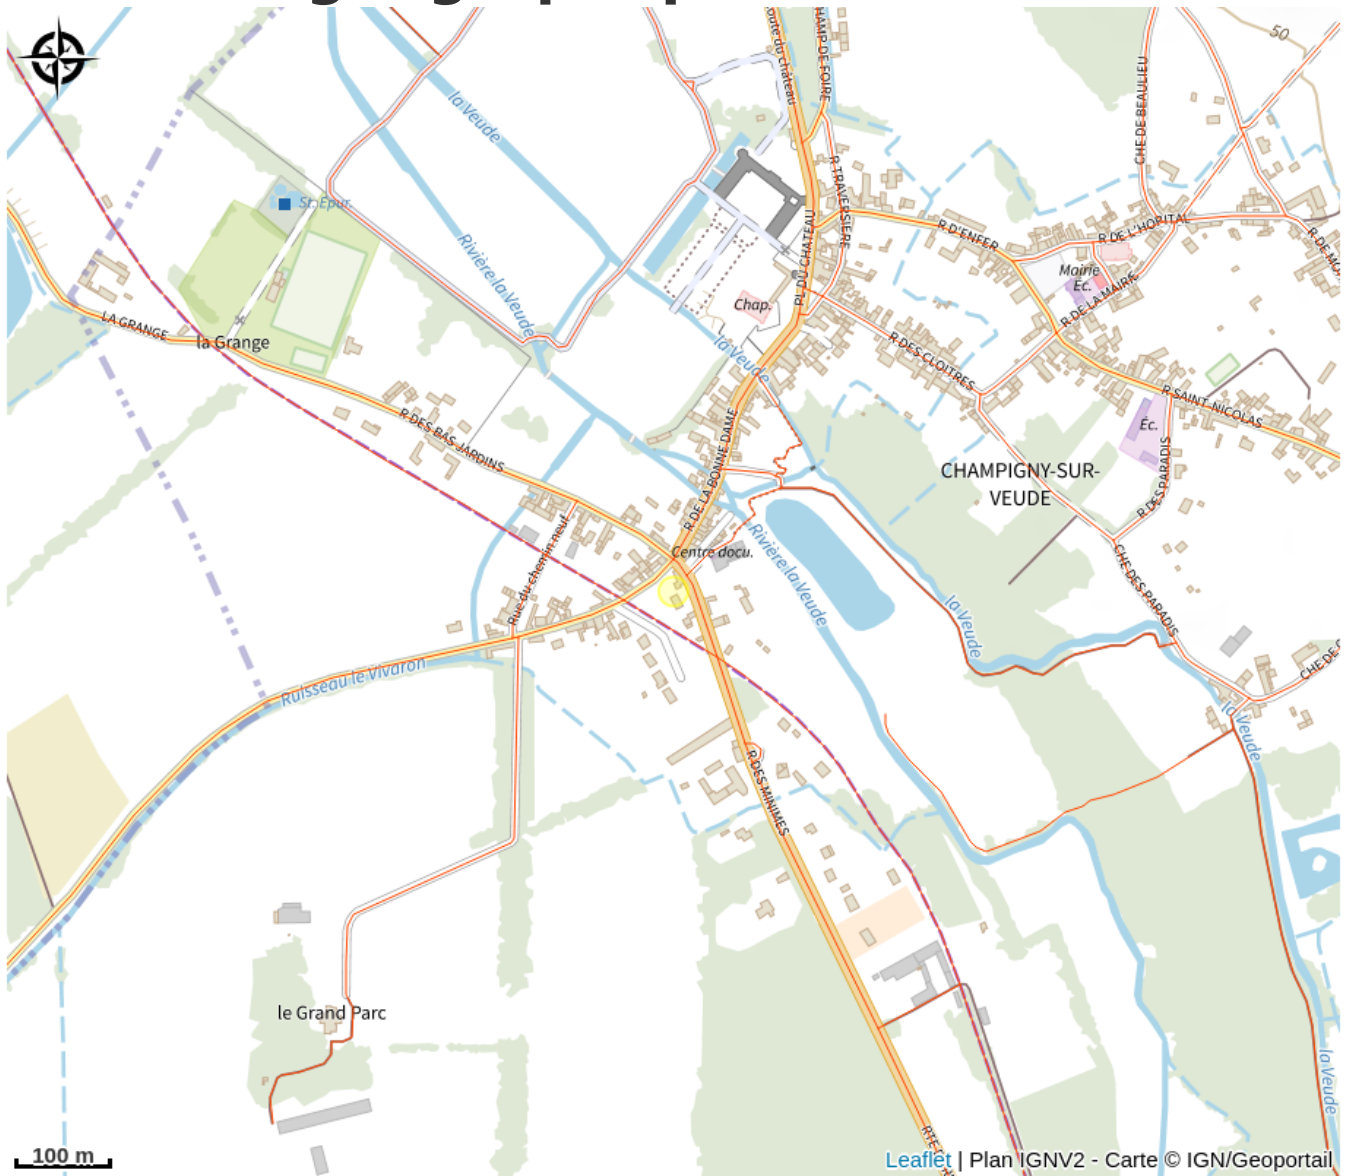 50
Route du château
CHAMP DE FOIRE
la Veude
CHE DE BEAULIEU
R TRAVERSIERE
St. Epur.
PL DU CHATEAU
R D'ENFER
R DE L'HOPITAL
Rivière la Veude
Mairie
Éc.
Chap.
R DE LA MAIRIE
LA GRANGE
la Grange
la Veude
R DES CLOITRES
R SAINT-NICOLAS
R DES BAS JARDINS
R DE LA BONNE DAME
Éc.
CHAMPIGNY-SUR-
VEUDE
R DES PARADIS
Rue du chemin neuf
Centre docu.
Rivière la Veude
la Veude
CHE DES PARADIS
Ruisseau le Vivaron
la Veude
R DES MINIMES
le Grand Parc
la Veude
100 m
Leaflet | Plan IGNV2 - Carte © IGN/Geoportail